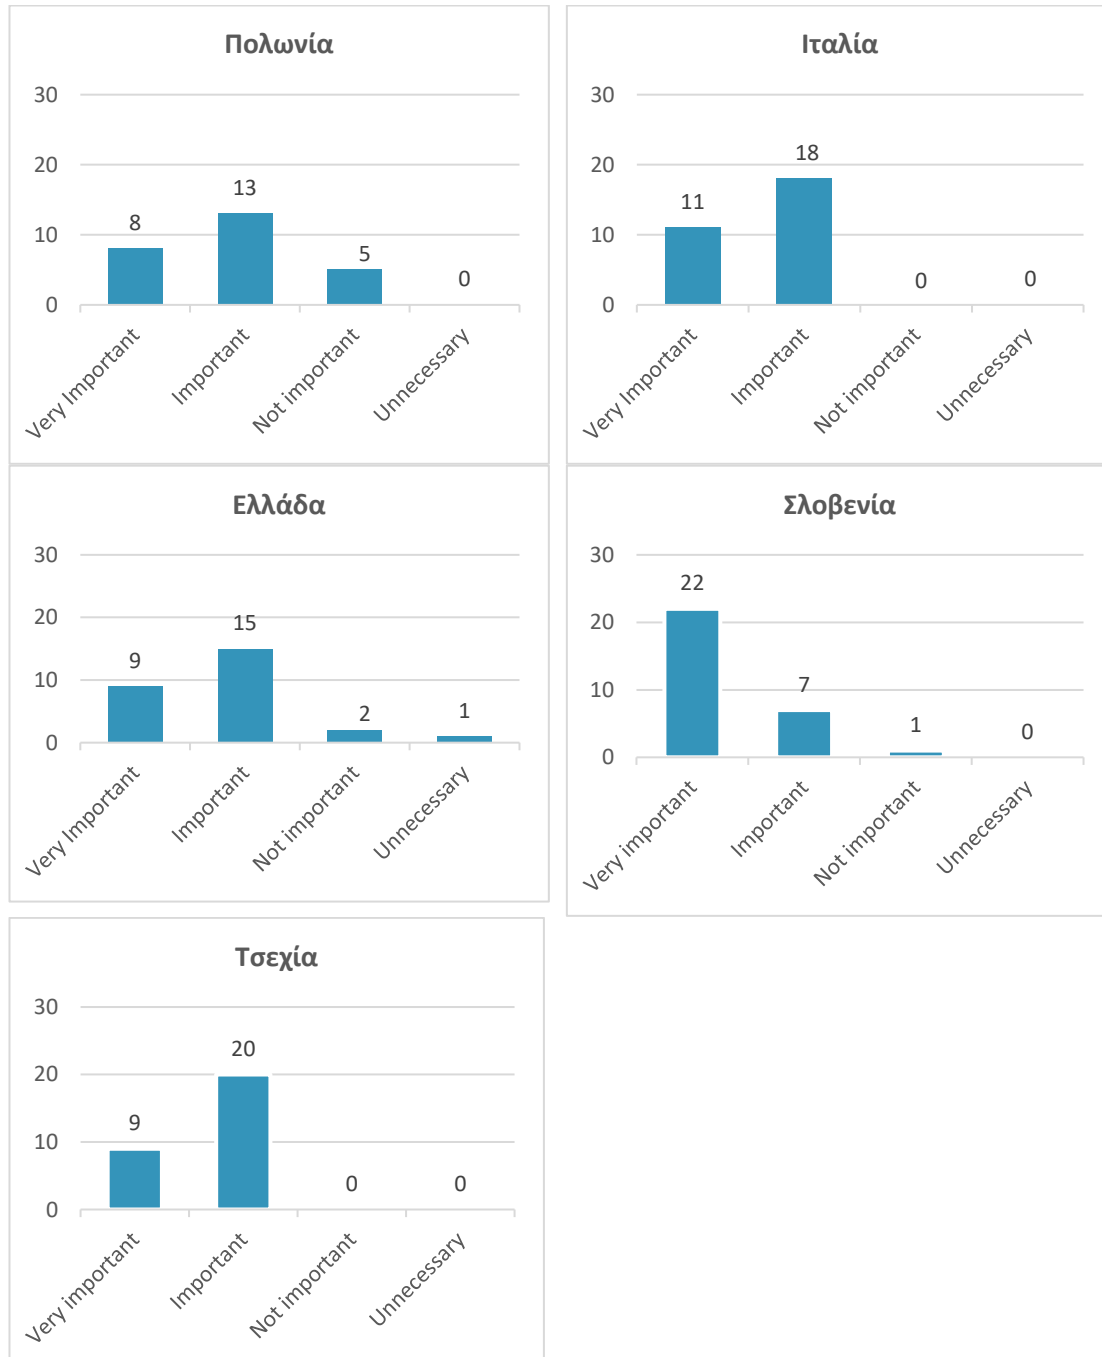 Πολωνία
30
20
10
0
8
13
5
0
Very Important
Important
Not important
Unnecessary
Ιταλία
30
20
10
0
11
18
0
0
Very Important
Important
Not important
Unnecessary
Ελλάδα
30
20
10
0
9
15
2
1
Very Important
Important
Not important
Unnecessary
Σλοβενία
30
20
10
0
22
7
1
0
Very important
Important
Not important
Unnecessary
Τσεχία
30
20
10
0
9
20
0
0
Very important
Important
Not important
Unnecessary